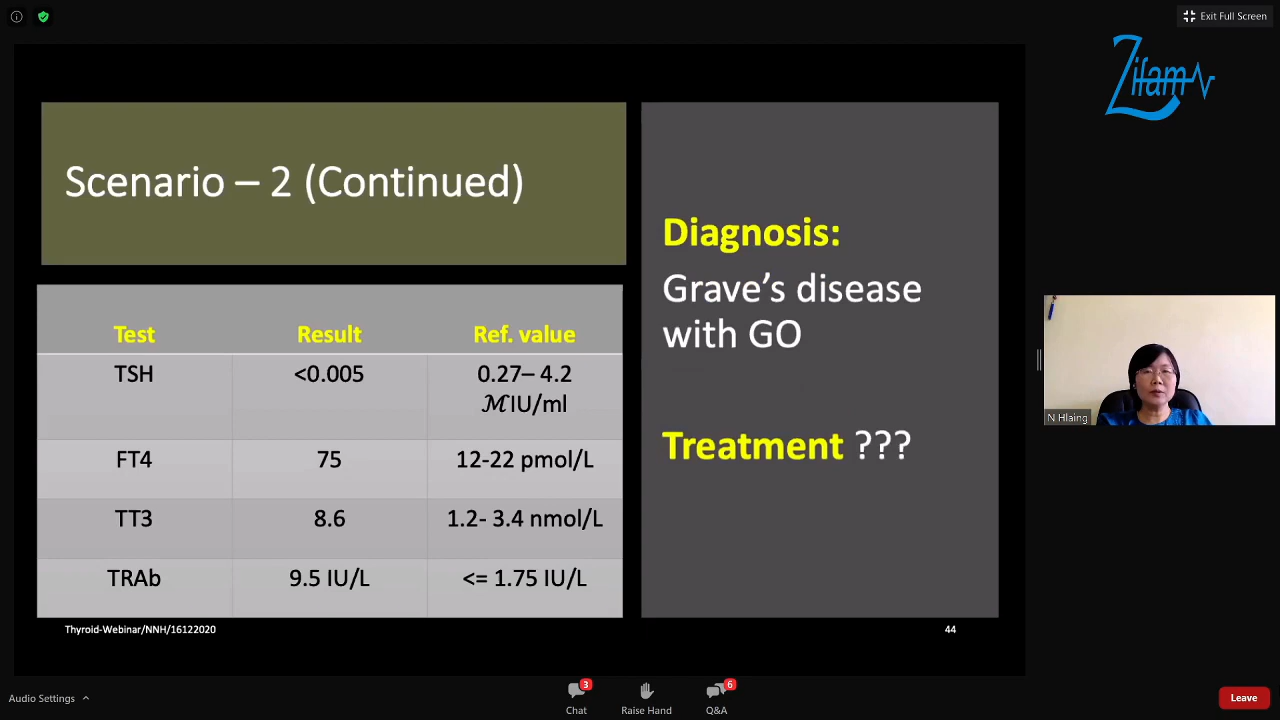 Exit Full Screen
Zifam
Scenario – 2 (Continued)
Test Result Ref. value
TSH <0.005 0.27– 4.2
ℳIU/ml
FT4 75 12-22 pmol/L
TT3 8.6 1.2- 3.4 nmol/L
TRAb 9.5 IU/L <= 1.75 IU/L
Thyroid-Webinar/NNH/16122020
44
Diagnosis:
Grave’s disease
with GO
Treatment ???
N Hlaing
Audio Settings
3
Chat
Raise Hand
6
Q&A
Leave